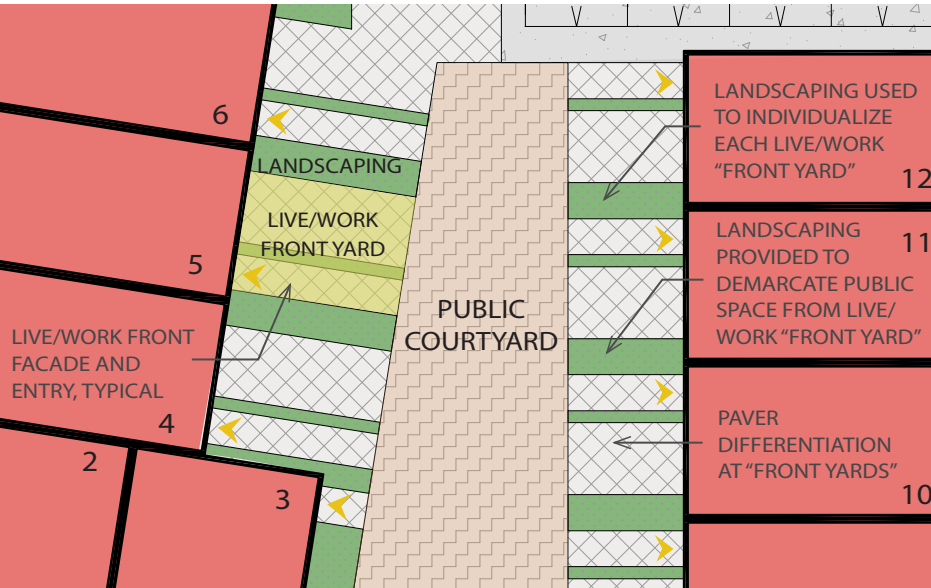 6
LANDSCAPING
LIVE/WORK
FRONT YARD
5
LIVE/WORK FRONT
FACADE AND
ENTRY, TYPICAL
4
2
3
PUBLIC
COURTYARD
LANDSCAPING USED
TO INDIVIDUALIZE
EACH LIVE/WORK
"FRONT YARD"
12
11
LANDSCAPING
PROVIDED TO
DEMARCATE PUBLIC
SPACE FROM LIVE/
WORK "FRONT YARD"
PAVER
DIFFERENTIATION
AT "FRONT YARDS"
10